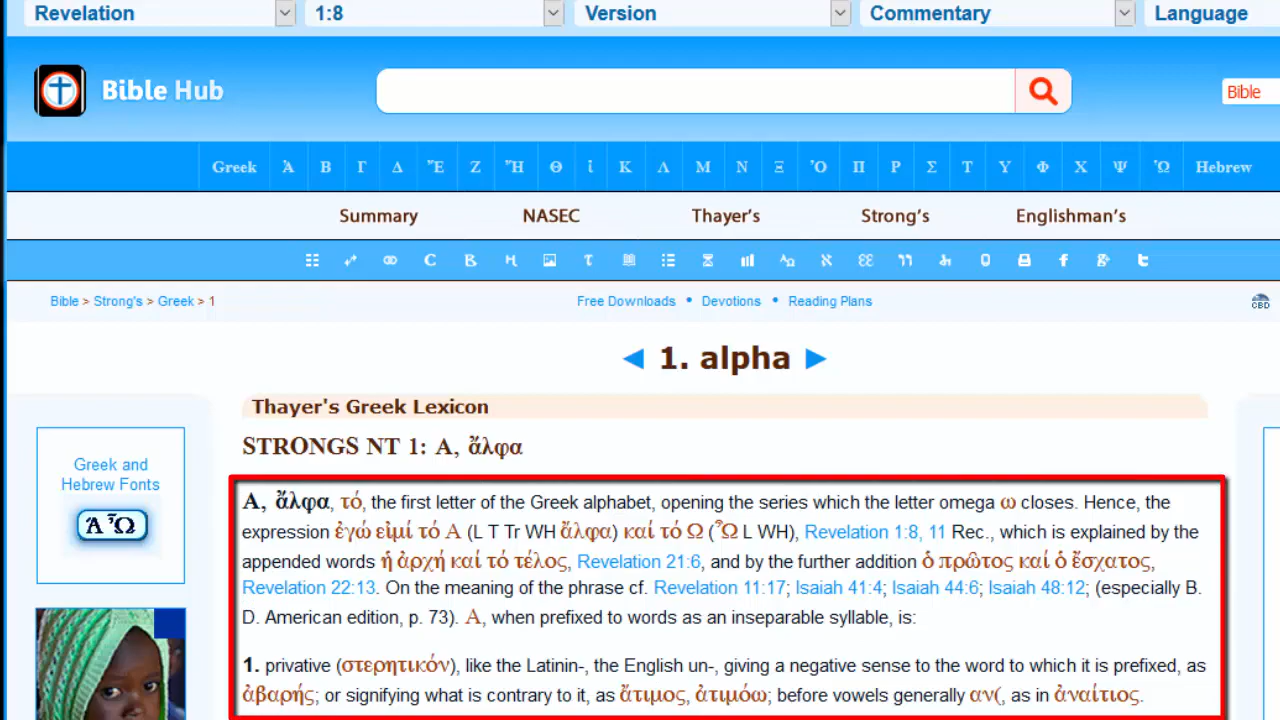 Revelation 1:8 Version Commentary Language
Bible Hub
Bible
Greek Ἀ Β Γ Δ Ἔ Ζ Ἤ Θ ἰ Κ Λ Μ Ν Ξ Ὀ Π Ρ Σ Τ Υ Φ Χ Ψ Ὠ Hebrew
Summary NASEC Thayer's Strong's Englishman's
Bible > Strong's > Greek > 1 Free Downloads • Devotions • Reading Plans CBD
◄ 1. alpha ►
Thayer's Greek Lexicon
STRONGS NT 1: Α, ἄλφα
Greek and
Hebrew Fonts
Ἀ Ὦ
Α, ἄλφα, τό, the first letter of the Greek alphabet, opening the series which the letter omega ω closes. Hence, the
expression ἐγώ εἰμί τό Α (L T Tr WH ἄλφα) καί τό Ω (Ὦ L WH), Revelation 1:8, 11 Rec., which is explained by the
appended words ἡ ἀρχή καί τό τέλος, Revelation 21:6, and by the further addition ὁ πρῶτος καί ὁ ἔσχατος,
Revelation 22:13. On the meaning of the phrase cf. Revelation 11:17; Isaiah 41:4; Isaiah 44:6; Isaiah 48:12; (especially B.
D. American edition, p. 73). Α, when prefixed to words as an inseparable syllable, is:
1. privative (στερητικόν), like the Latinin-, the English un-, giving a negative sense to the word to which it is prefixed, as
ἀβαρής; or signifying what is contrary to it, as ἄτιμος, ἀτιμόω; before vowels generally αν(, as in ἀναίτιος.